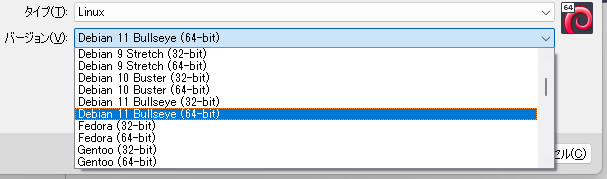 タイプ(T): Linux
64
バージョン(V): Debian 11 Bullseye (64-bit)
Debian 9 Stretch (32-bit)
Debian 9 Stretch (64-bit)
Debian 10 Buster (32-bit)
Debian 10 Buster (64-bit)
Debian 11 Bullseye (32-bit)
Debian 11 Bullseye (64-bit)
Fedora (32-bit)
Fedora (64-bit)
Gentoo (32-bit)
Gentoo (64-bit)
セル(C)